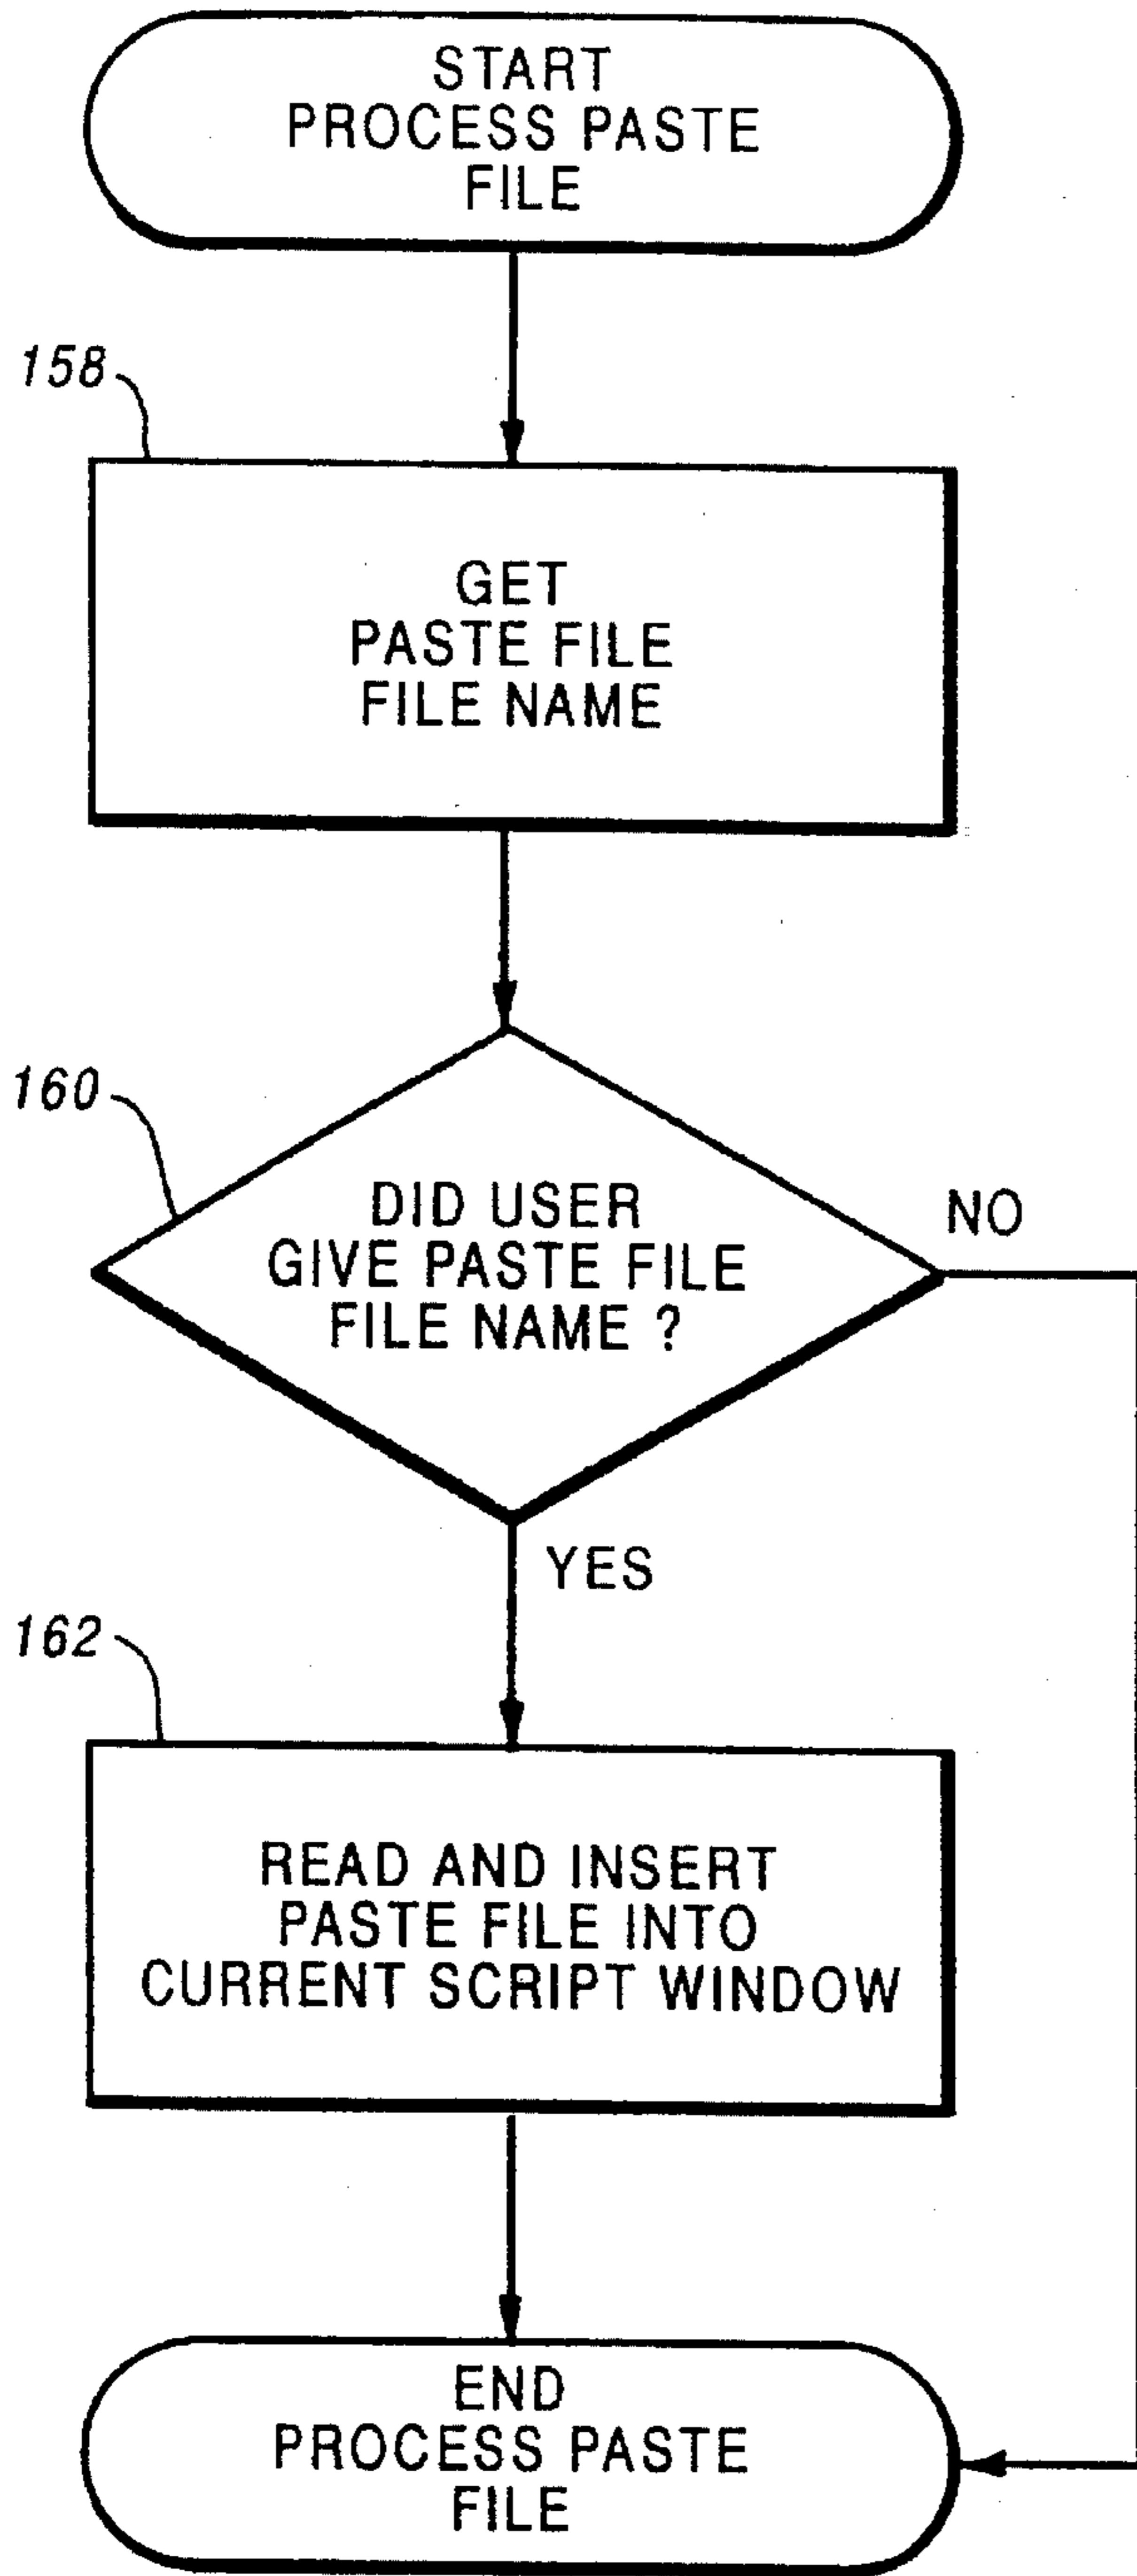 START
PROCESS PASTE
FILE
158
GET
PASTE FILE
FILE NAME
160
DID USER
GIVE PASTE FILE
FILE NAME ?
NO
YES
162
READ AND INSERT
PASTE FILE INTO
CURRENT SCRIPT WINDOW
END
PROCESS PASTE
FILE